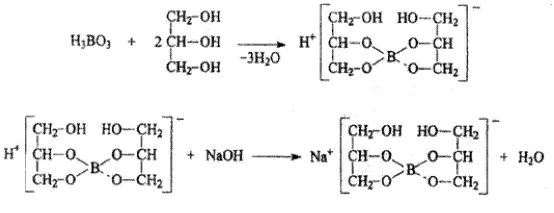 CH₂–OH CH₂–OH HO–CH₂ −
H₃BO₃ + 2 CH–OH −3H₂O H⁺ CH–O B O–CH
CH₂–OH CH₂–O O–CH₂
CH₂–OH HO–CH₂ − CH₂–OH HO–CH₂ −
H⁺ CH–O B O–CH + NaOH Na⁺ CH–O B O–CH + H₂O
CH₂–O O–CH₂ CH₂–O O–CH₂